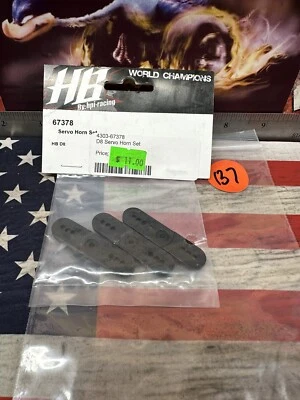 HB
By:hpi-racing
WORLD CHAMPIONS
67378
Servo Horn Set
4303-67378
HB D8
D8 Servo Horn Set
Price:
$ 11.00
137